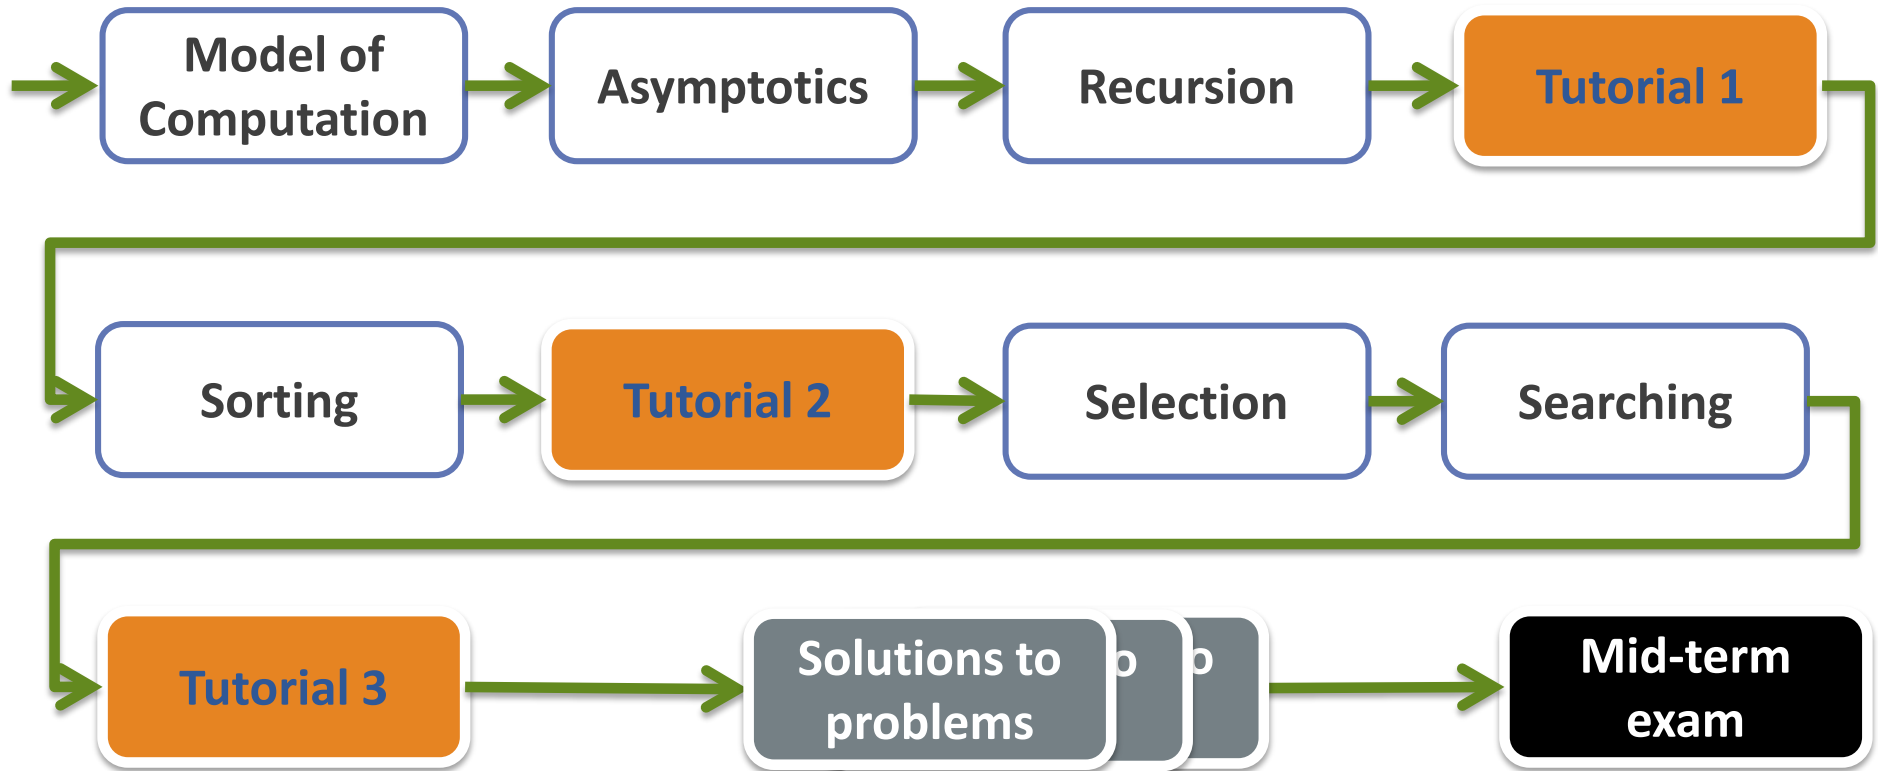 Model of
Computation
Asymptotics
Recursion
Tutorial 1
Sorting
Tutorial 2
Selection
Searching
Tutorial 3
Solutions to
problems
o
o
Mid-term
exam